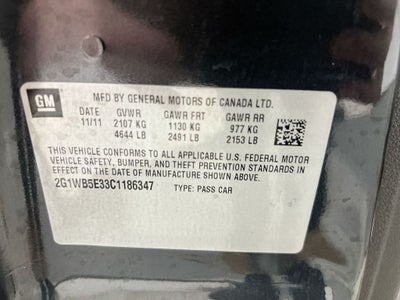 GM
MFD BY GENERAL MOTORS OF CANADA LTD.
DATE GVWR GAWR FRT GAWR RR
11/11 2107 KG 1130 KG 977 KG
4644 LB 2491 LB 2153 LB
THIS VEHICLE CONFORMS TO ALL APPLICABLE U.S. FEDERAL MOTOR
VEHICLE SAFETY, BUMPER, AND THEFT PREVENTION STANDARDS
IN EFFECT ON THE DATE OF MANUFACTURE SHOWN ABOVE.
2G1WB5E33C1186347 TYPE: PASS CAR